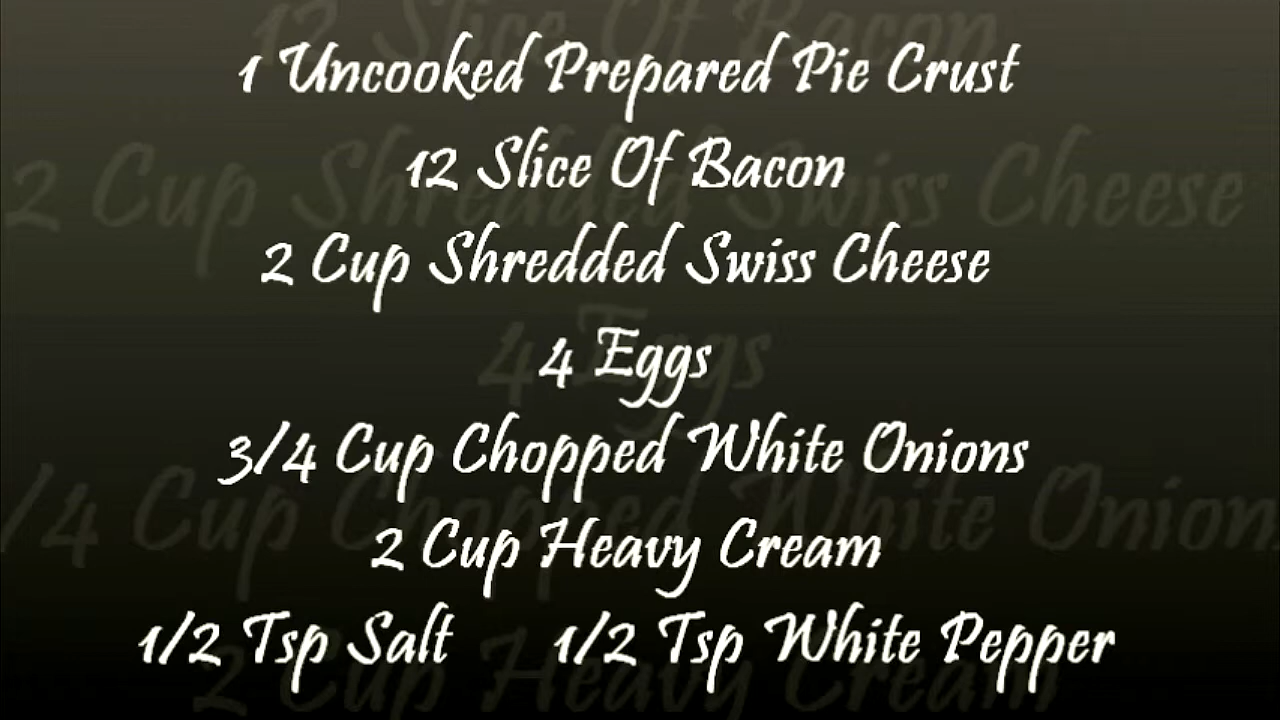 1 Uncooked Prepared Pie Crust
12 Slice Of Bacon
2 Cup Shredded Swiss Cheese
4 Eggs
3/4 Cup Chopped White Onions
2 Cup Heavy Cream
1/2 Tsp Salt 1/2 Tsp White Pepper